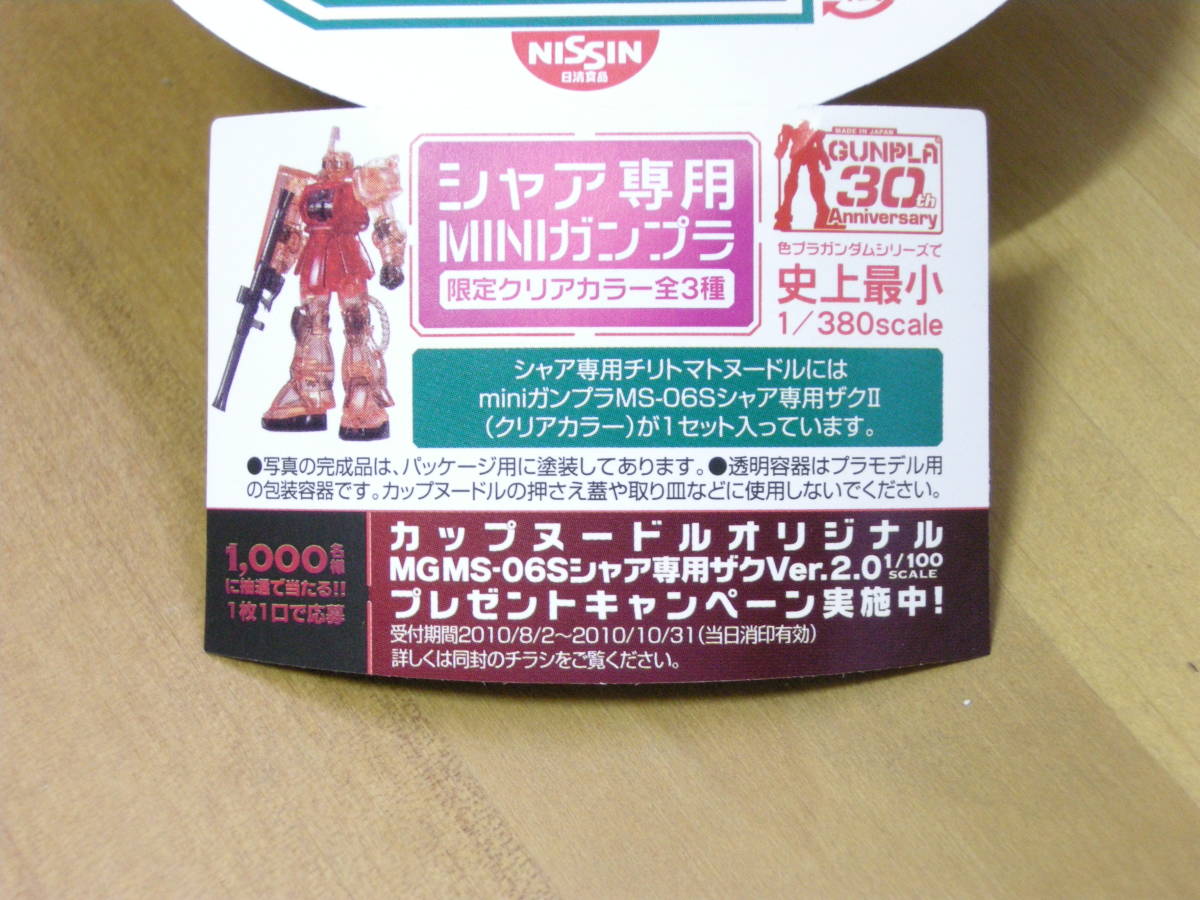 NISSIN
日清食品
シャア専用
MINIガンプラ
限定クリアカラー全3種
MADE IN JAPAN
GUNPLA
30th
Anniversary
色プラガンダムシリーズで
史上最小
1/380scale
シャア専用チリトマトヌードルには
miniガンプラMS-06Sシャア専用ザクII
(クリアカラー)が1セット入っています。
●写真の完成品は、パッケージ用に塗装してあります。●透明容器はプラモデル用
の包装容器です。カップヌードルの押さえ蓋や取り皿などに使用しないでください。
1,000名様
に抽選で当たる!!
1枚1口で応募
カップヌードルオリジナル
MGMS-06Sシャア専用ザクVer.2.0 1/100 SCALE
プレゼントキャンペーン実施中!
受付期間2010/8/2～2010/10/31(当日消印有効)
詳しくは同封のチラシをご覧ください。